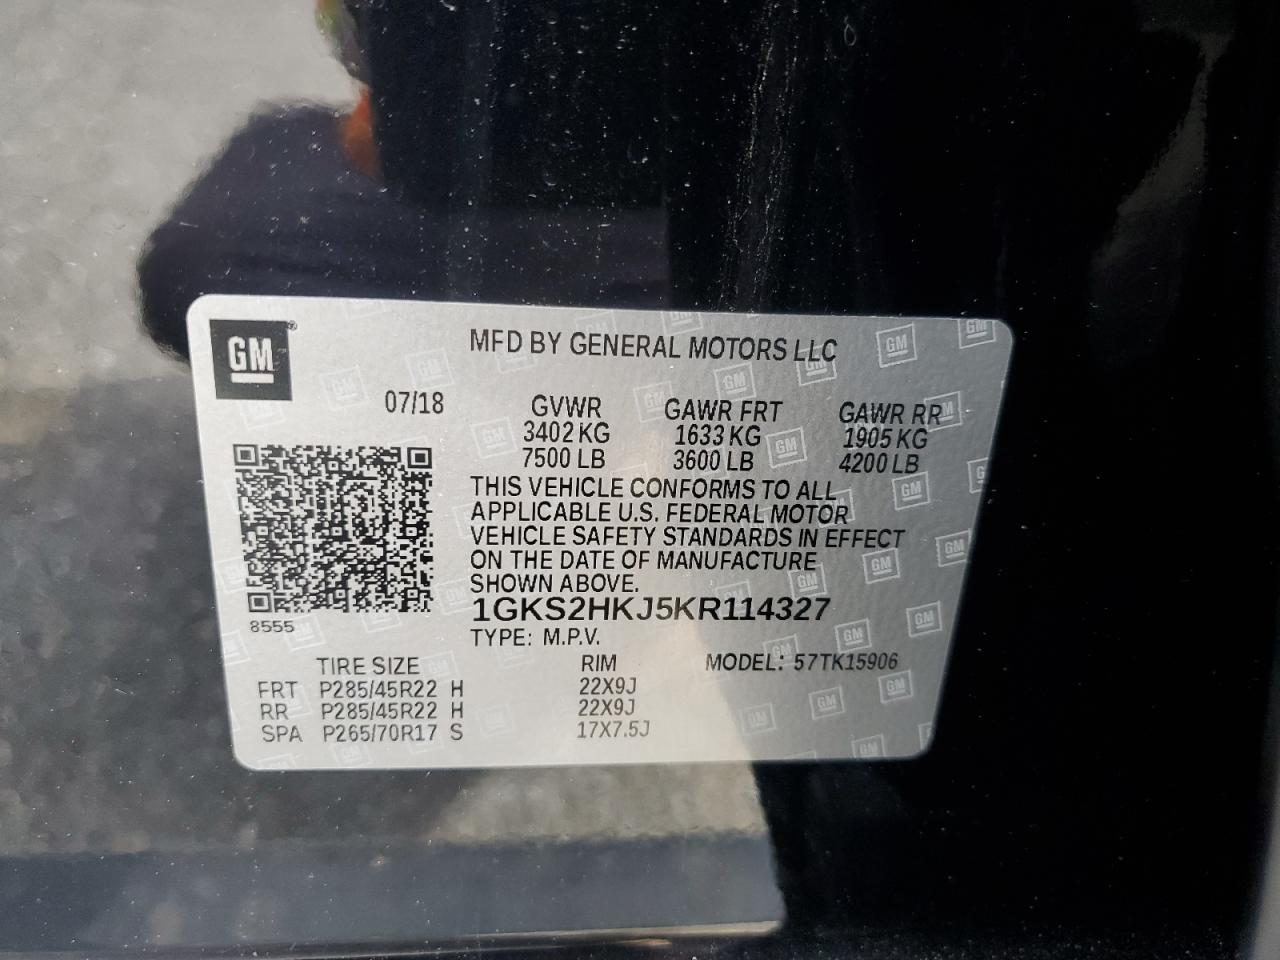 GM
MFD BY GENERAL MOTORS LLC
07/18
GVWR GAWR FRT GAWR RR
3402 KG 1633 KG 1905 KG
7500 LB 3600 LB 4200 LB
THIS VEHICLE CONFORMS TO ALL
APPLICABLE U.S. FEDERAL MOTOR
VEHICLE SAFETY STANDARDS IN EFFECT
ON THE DATE OF MANUFACTURE
SHOWN ABOVE.
1GKS2HKJ5KR114327
8555
TYPE: M.P.V.
TIRE SIZE RIM MODEL: 57TK15906
FRT P285/45R22 H 22X9J
RR P285/45R22 H 22X9J
SPA P265/70R17 S 17X7.5J